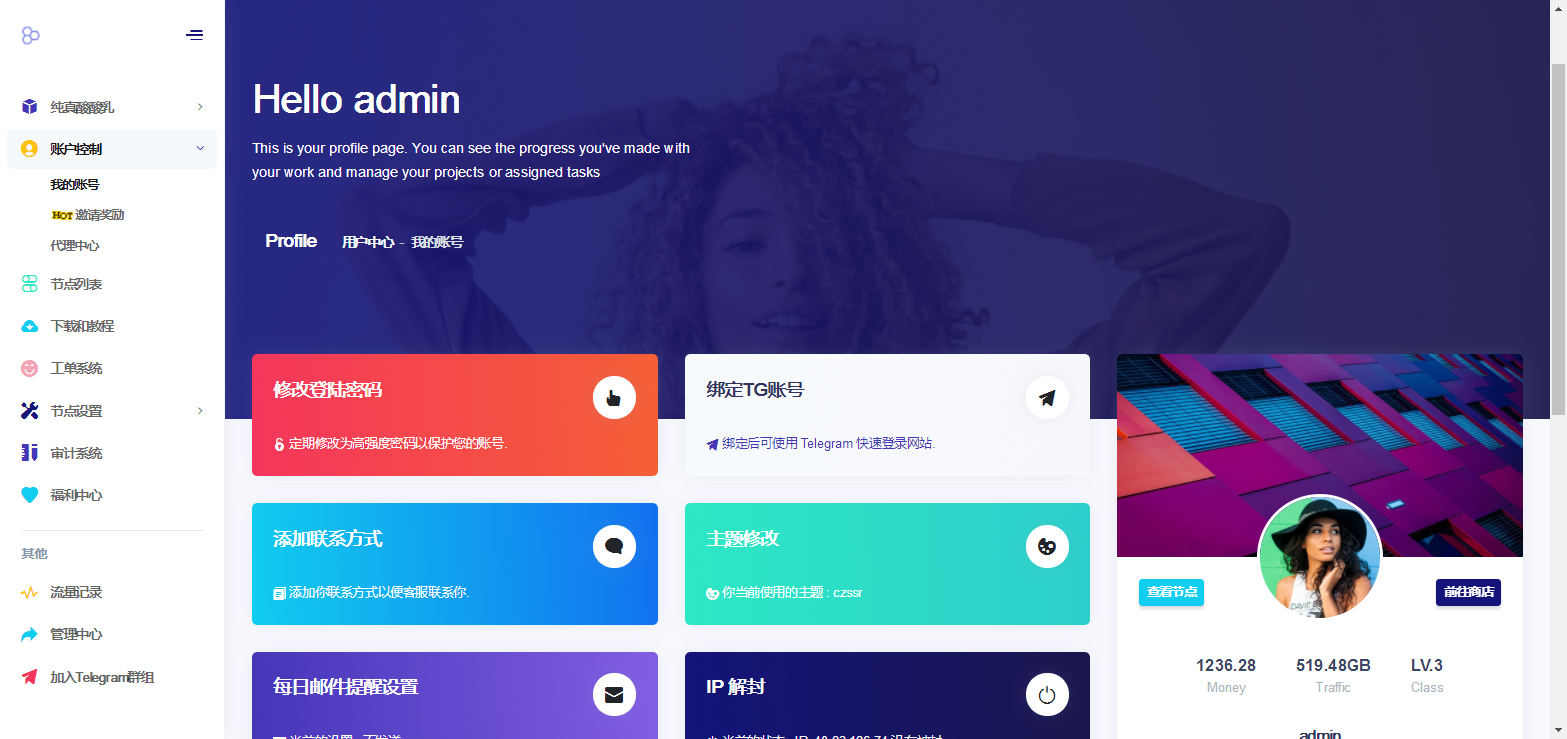 纯真酸酸乳
账户控制
我的账号
HOT 邀请奖励
代理中心
节点列表
下载和教程
工单系统
节点设置
审计系统
福利中心
其他
流量记录
管理中心
加入Telegram群组
Hello admin
This is your profile page. You can see the progress you've made with
your work and manage your projects or assigned tasks
Profile 用户中心 - 我的账号
修改登陆密码
定期修改为高强度密码以保护您的账号.
绑定TG账号
绑定后可使用 Telegram 快速登录网站.
添加联系方式
添加你联系方式以便客服联系你.
主题修改
你当前使用的主题 : czssr
每日邮件提醒设置
IP 解封
查看节点
前往商店
1236.28 519.48GB LV.3
Money Traffic Class
admin